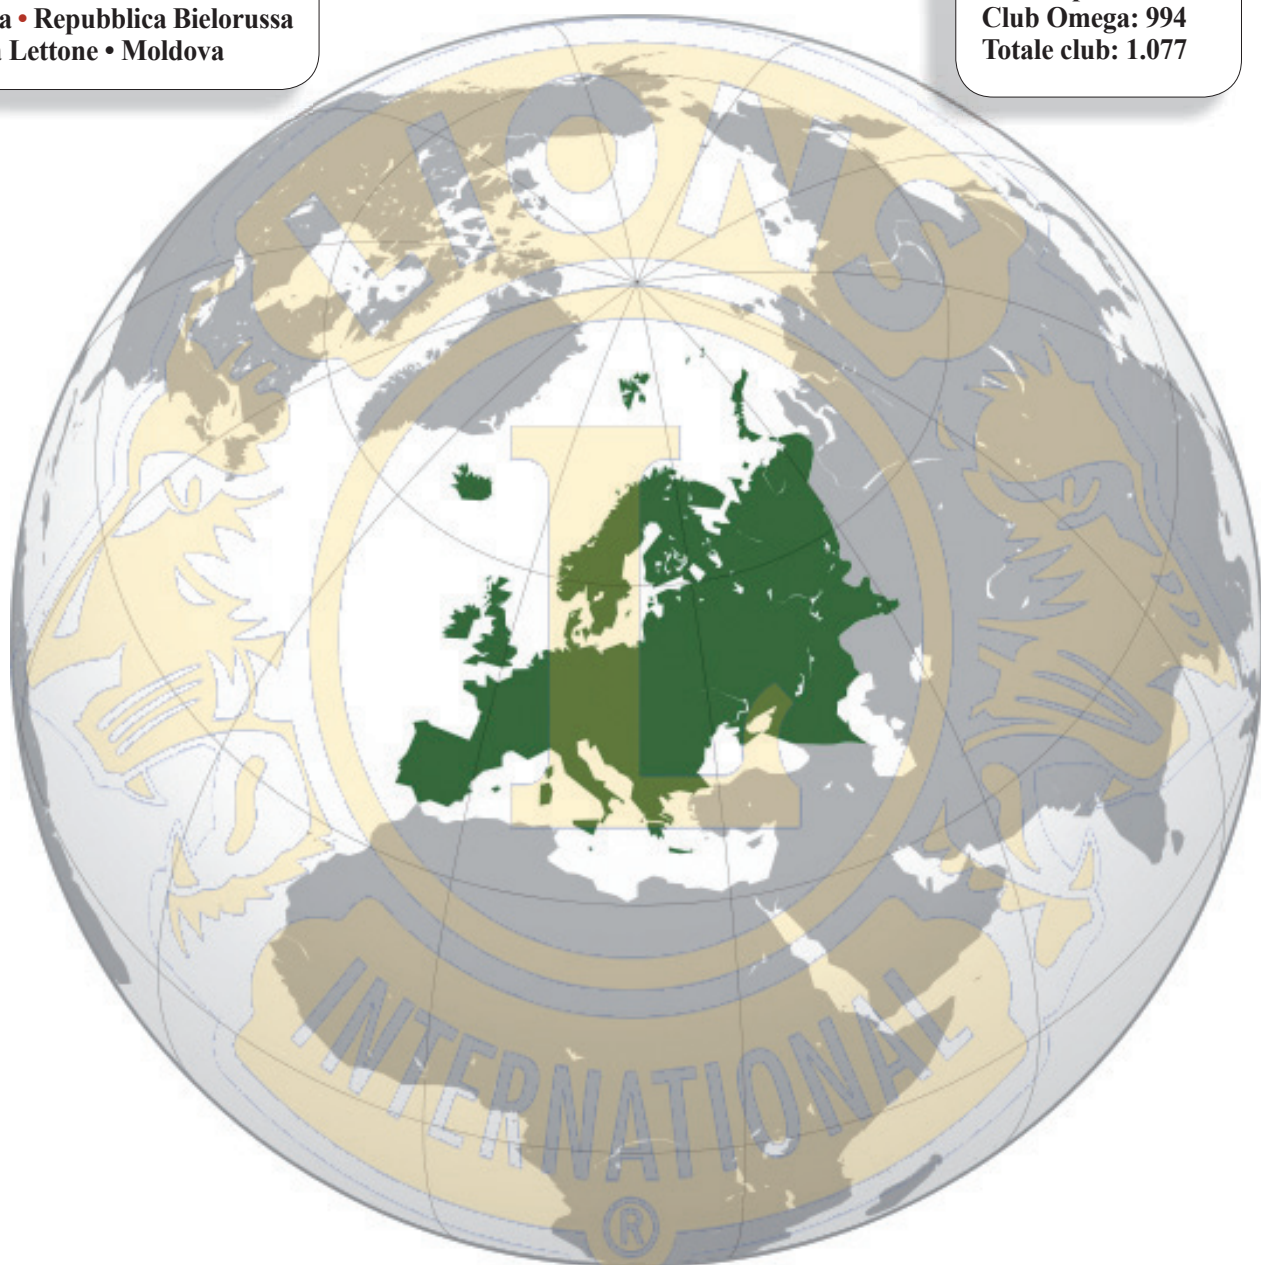 a • Repubblica Bielorussa
Lettone • Moldova
Club Omega: 994
Totale club: 1.077
LIONS
L
INTERNATIONAL
®